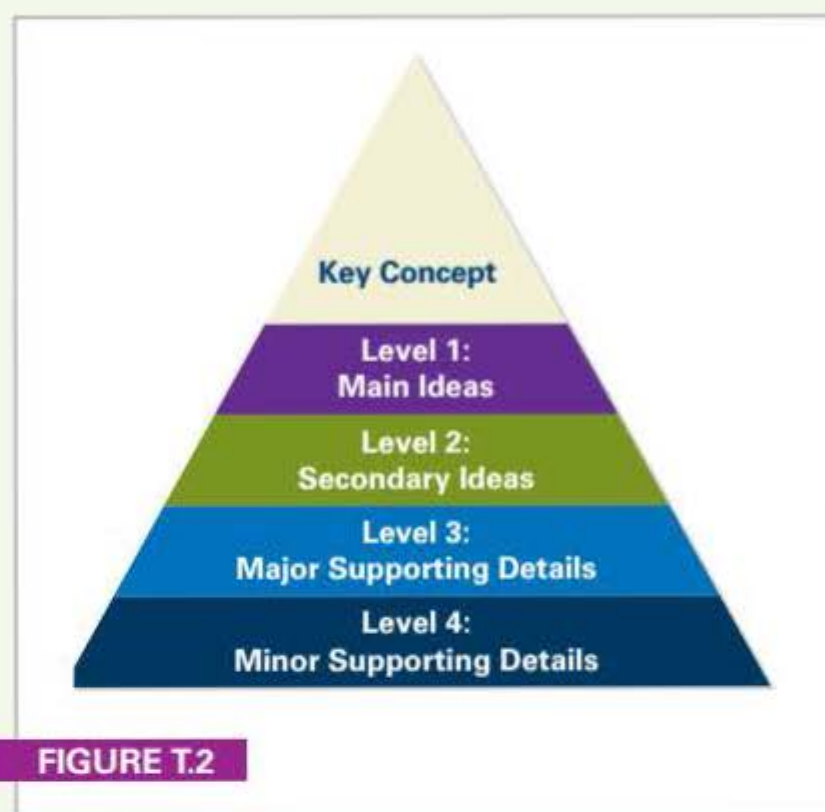 Key Concept
Level 1:
Main Ideas
Level 2:
Secondary Ideas
Level 3:
Major Supporting Details
Level 4:
Minor Supporting Details
FIGURE T.2